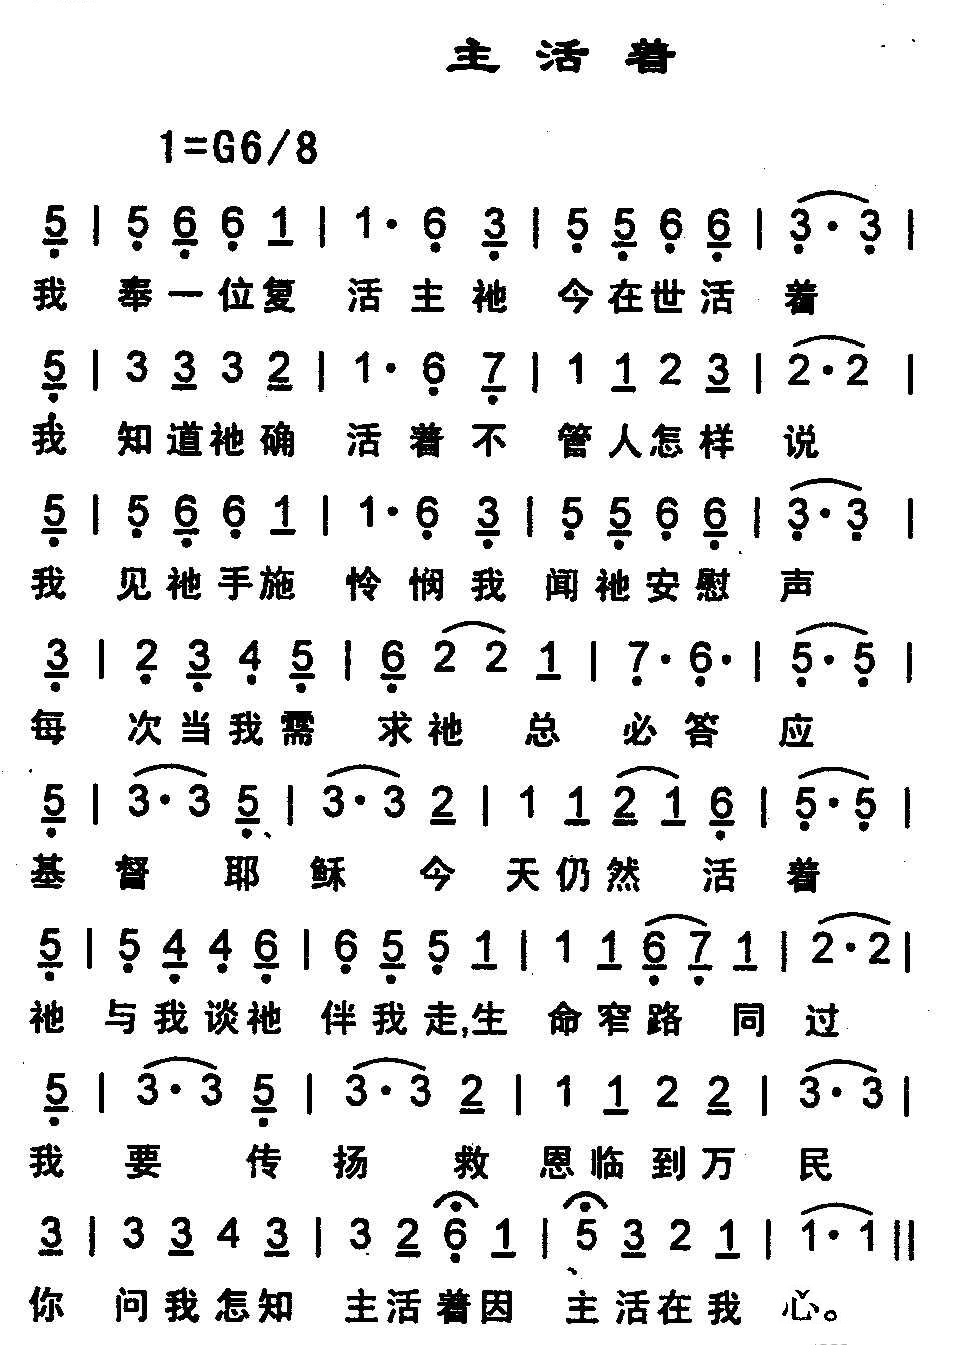 主活着
1=G6/8
5 | 5 6 6 1 | 1· 6 3 | 5 5 6 6 | 3·3 |
我 奉一位复 活主祂 今在世活 着
5 | 3 3 3 2 | 1· 6 7 | 1 1 2 3 | 2·2 |
我 知道祂确 活着不 管人怎样 说
5 | 5 6 6 1 | 1·6 3 | 5 5 6 6 | 3·3 |
我 见祂手施 怜悯我 闻祂安慰 声
3 | 2 3 4 5 | 6 2 2 1 | 7·6· | 5·5 |
每 次当我需 求祂总 必答 应
5 | 3·3 5 | 3·3 2 | 1 1 2 1 6 | 5·5 |
基 督 耶 稣 今 天仍然 活 着
5 | 5 4 4 6 | 6 5 5 1 | 1 1 6 7 1 | 2·2 |
祂 与我谈祂 伴我走,生 命窄路 同 过
5 | 3·3 5 | 3·3 2 | 1 1 2 2 | 3·3 |
我 要 传 扬 救 恩临到万 民
3 | 3 3 4 3 | 3 2 6 1 | 5 3 2 1 | 1·1 ||
你 问我怎知 主活着因 主活在我 心。